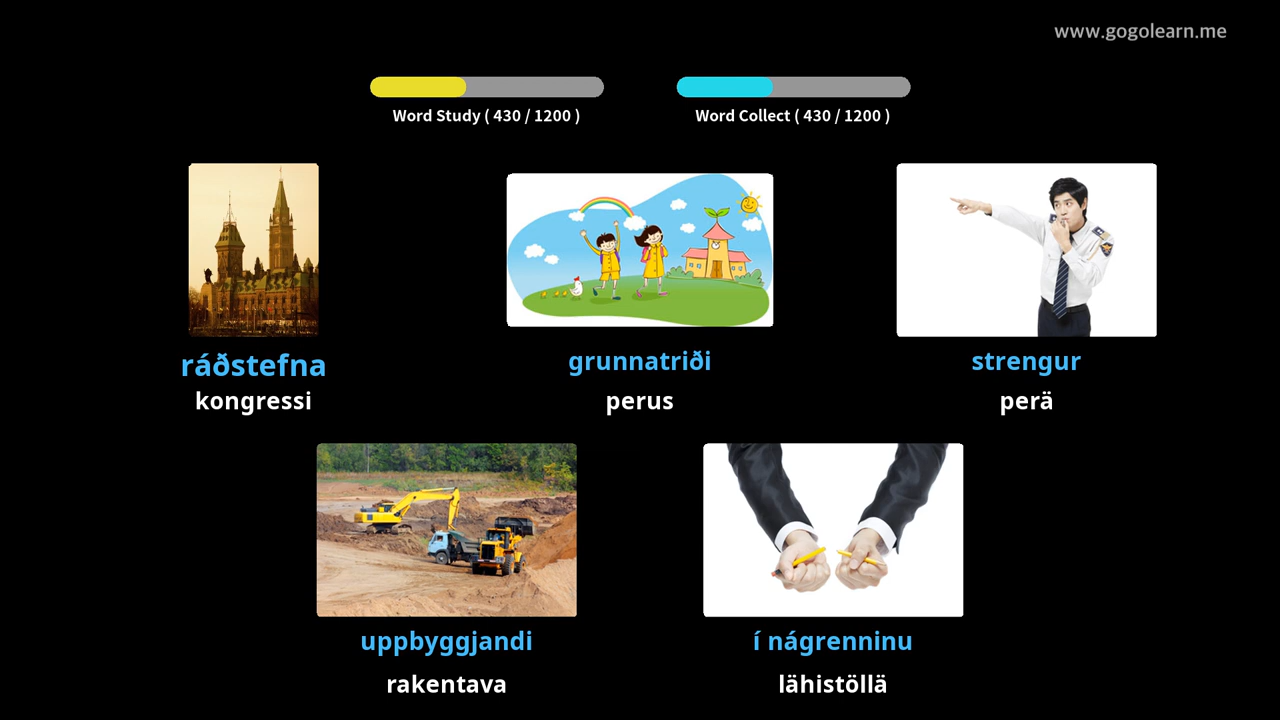 www.gogolearn.me
Word Study ( 430 / 1200 )
Word Collect ( 430 / 1200 )
ráðstefna
kongressi
grunnatriði
perus
strengur
perä
uppbyggjandi
rakentava
í nágrenninu
lähistöllä